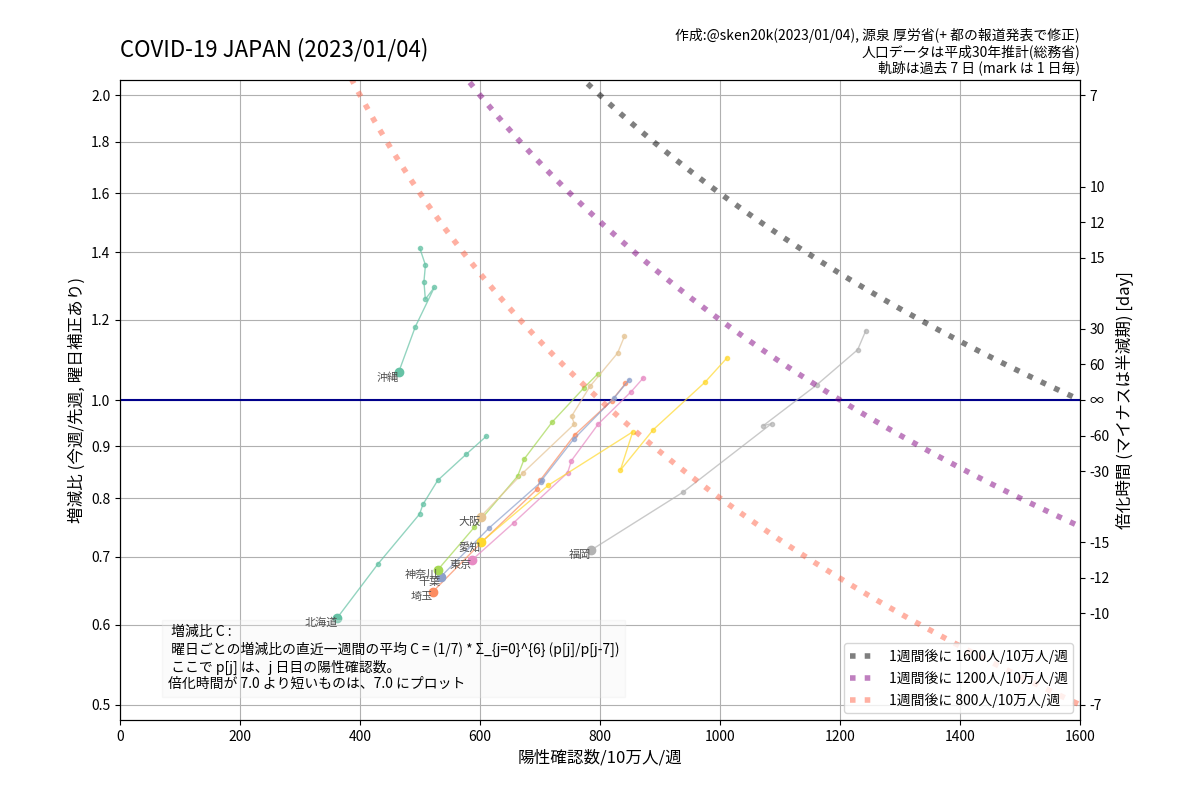 COVID-19 JAPAN (2023/01/04)
作成:@sken20k(2023/01/04), 源泉 厚労省(+ 都の報道発表で修正)
人口データは平成30年推計(総務省)
軌跡は過去 7 日 (mark は 1 日毎)
増減比 (今週/先週, 曜日補正あり)
2.0
1.8
1.6
1.4
1.2
1.0
0.9
0.8
0.7
0.6
0.5
沖縄
大阪
愛知
東京
神奈川
千葉
埼玉
福岡
北海道
増減比 C :
曜日ごとの増減比の直近一週間の平均 C = (1/7) * Σ_{j=0}^{6} (p[j]/p[j-7])
ここで p[j] は、j 日目の陽性確認数。
倍化時間が 7.0 より短いものは、7.0 にプロット
1週間後に 1600人/10万人/週
1週間後に 1200人/10万人/週
1週間後に 800人/10万人/週
7
10
12
15
30
60
∞
-60
-30
-15
-12
-10
-7
倍化時間 (マイナスは半減期) [day]
0 200 400 600 800 1000 1200 1400 1600
陽性確認数/10万人/週